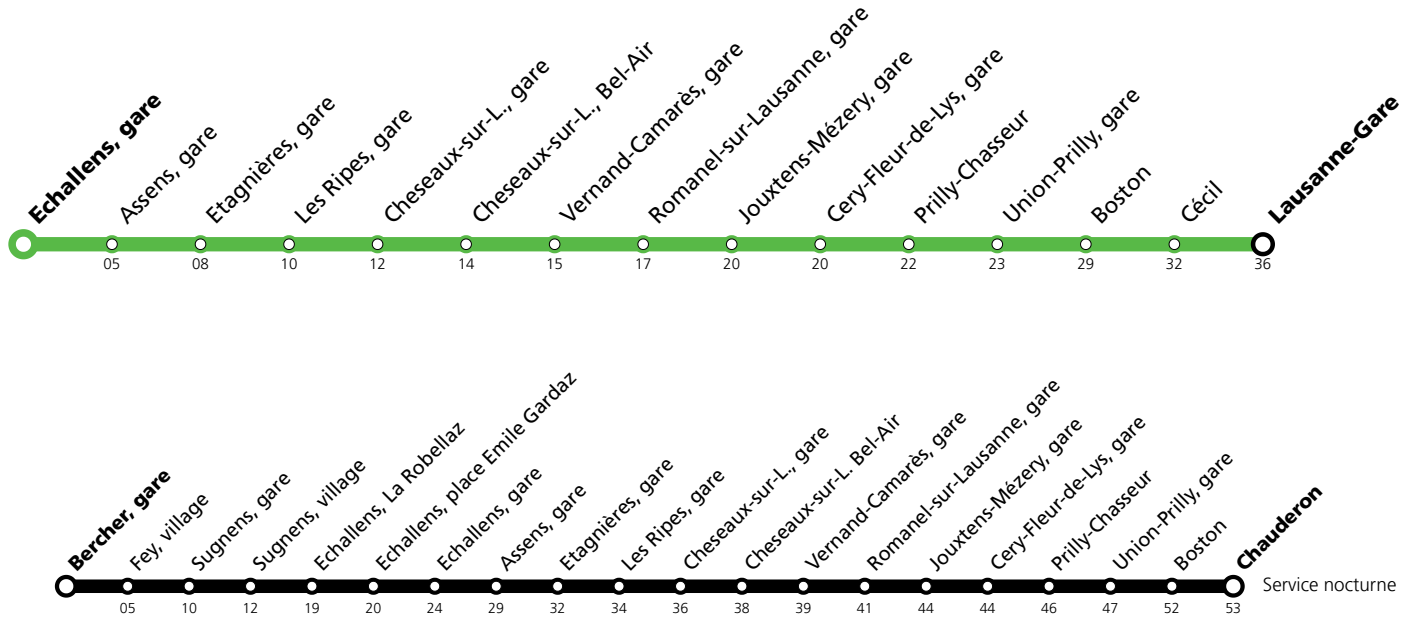 Echallens, gare
Assens, gare
Etagnières, gare
Les Ripes, gare
Cheseaux-sur-L., gare
Cheseaux-sur-L., Bel-Air
Vernand-Camarès, gare
Romanel-sur-Lausanne, gare
Jouxtens-Mézery, gare
Cery-Fleur-de-Lys, gare
Prilly-Chasseur
Union-Prilly, gare
Boston
Cécil
Lausanne-Gare
05 08 10 12 14 15 17 20 20 22 23 29 32 36
Bercher, gare
Fey, village
Sugnens, gare
Sugnens, village
Echallens, La Robellaz
Echallens, place Emile Gardaz
Echallens, gare
Assens, gare
Etagnières, gare
Les Ripes, gare
Cheseaux-sur-L., gare
Cheseaux-sur-L. Bel-Air
Vernand-Camarès, gare
Romanel-sur-Lausanne, gare
Jouxtens-Mézery, gare
Cery-Fleur-de-Lys, gare
Prilly-Chasseur
Union-Prilly, gare
Boston
Chauderon
Service nocturne
05 10 12 19 20 24 29 32 34 36 38 39 41 44 44 46 47 52 53